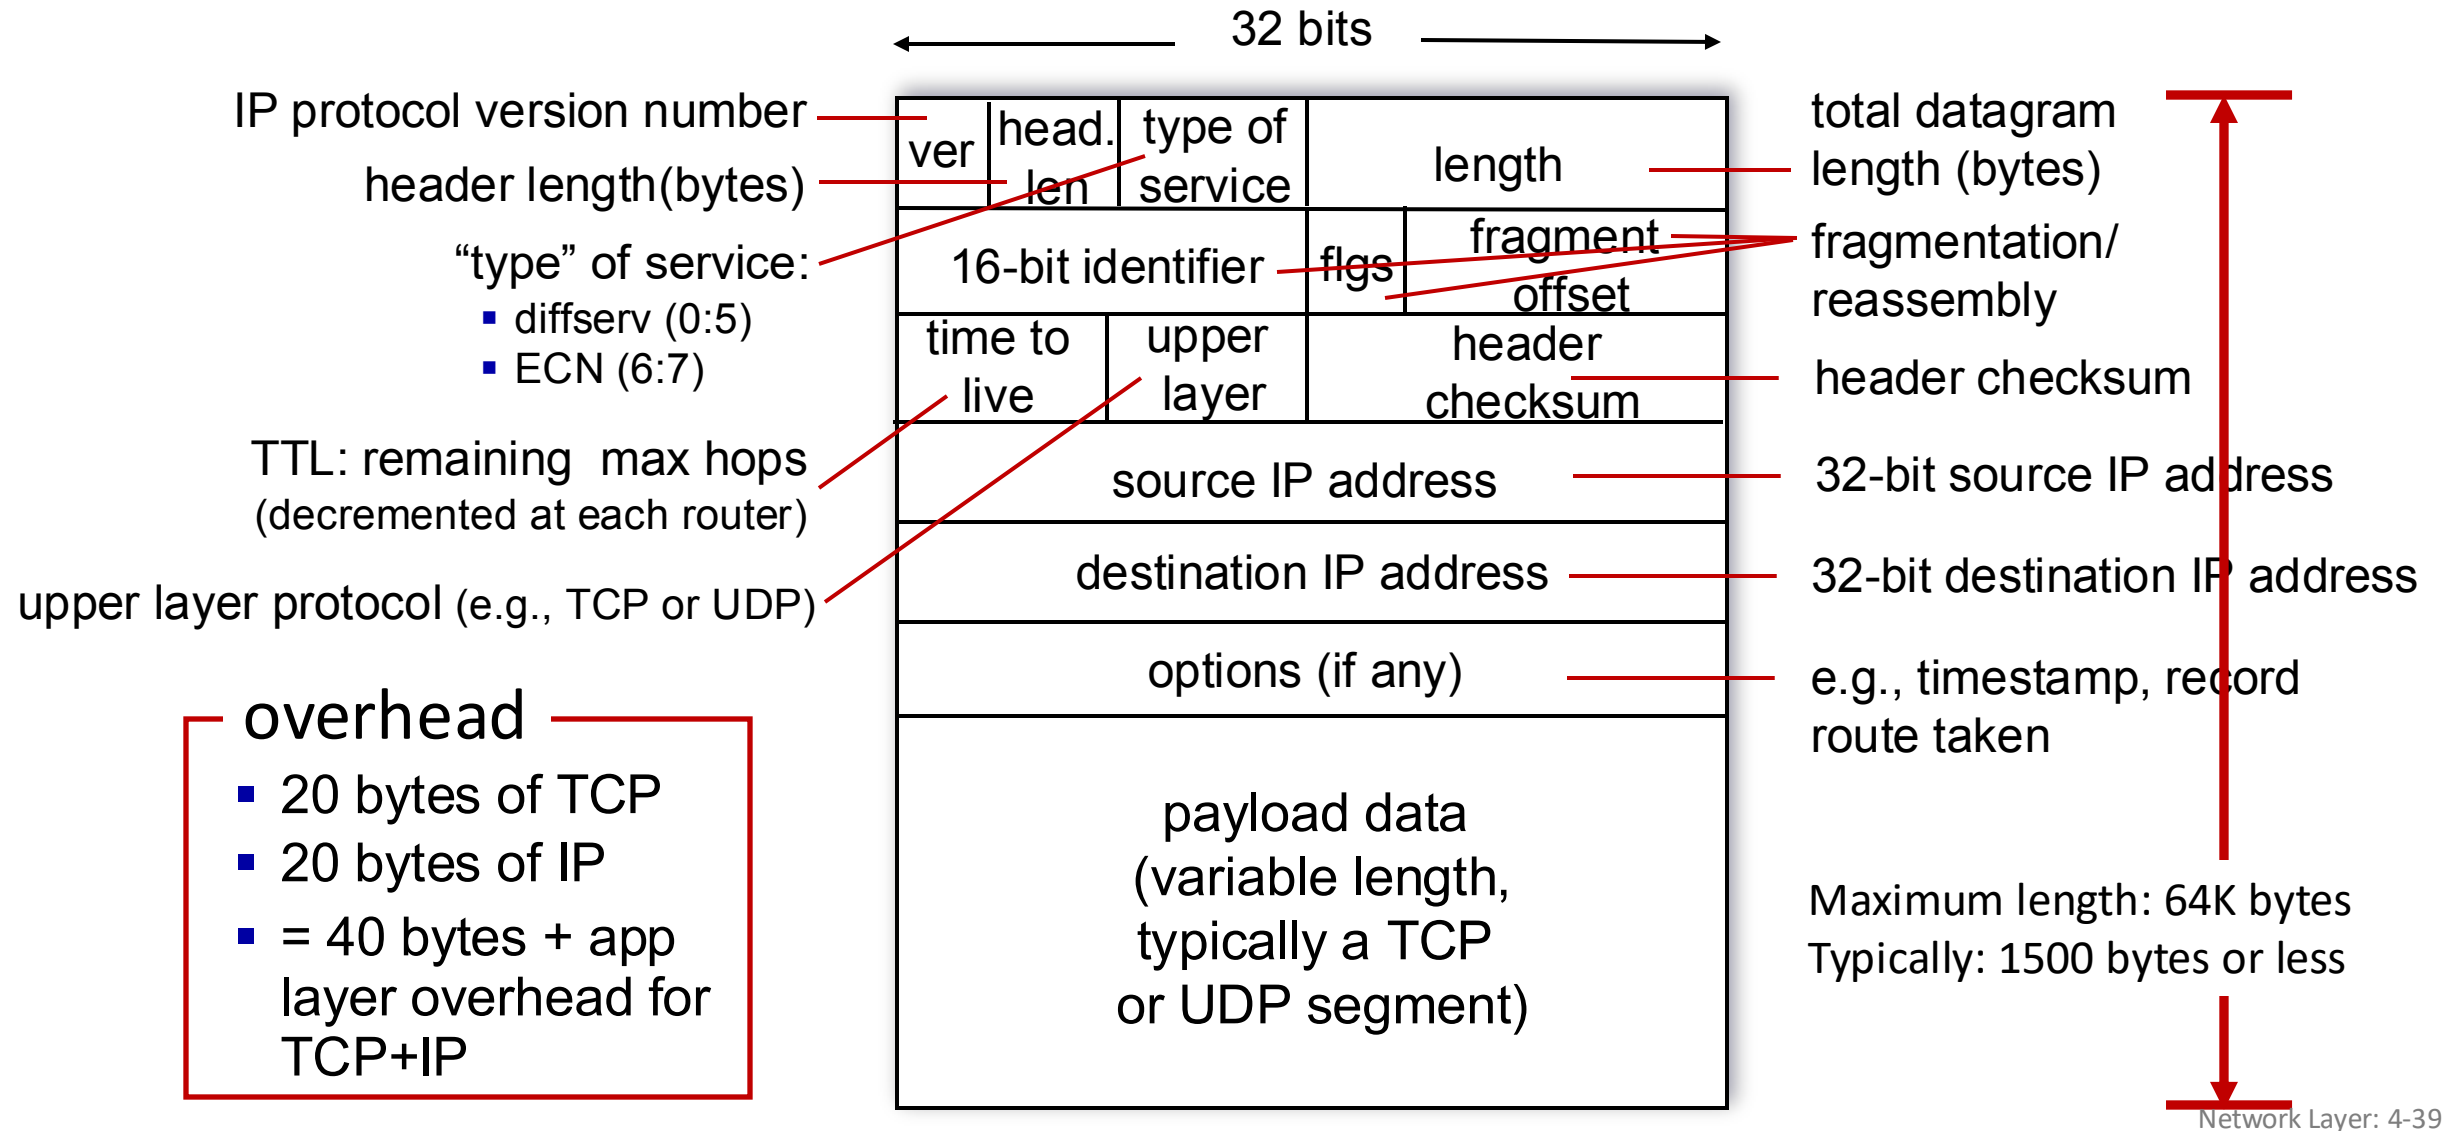 32 bits
IP protocol version number
header length(bytes)
“type” of service:
▪ diffserv (0:5)
▪ ECN (6:7)
TTL: remaining  max hops
(decremented at each router)
upper layer protocol (e.g., TCP or UDP)
overhead
▪ 20 bytes of TCP
▪ 20 bytes of IP
▪ = 40 bytes + app
layer overhead for
TCP+IP
ver
head.
len
type of
service
length
16-bit identifier
flgs
fragment
offset
time to
live
upper
layer
header
checksum
source IP address
destination IP address
options (if any)
payload data
(variable length,
typically a TCP
or UDP segment)
total datagram
length (bytes)
fragmentation/
reassembly
header checksum
32-bit source IP address
32-bit destination IP address
e.g., timestamp, record
route taken
Maximum length: 64K bytes
Typically: 1500 bytes or less
Network Layer: 4-39